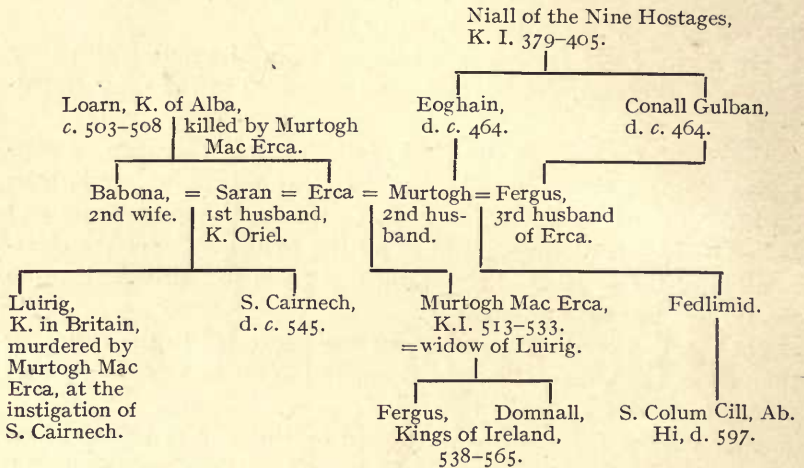 Niall of the Nine Hostages,
K. I. 379–405.
Loarn, K. of Alba,
c. 503–508 killed by Murtogh
Mac Erca.
Eoghain,
d. c. 464.
Conall Gulban,
d. c. 464.
Babona, = Saran = Erca = Murtogh = Fergus,
2nd wife. 1st husband, 2nd hus- 3rd husband
K. Oriel. band. of Erca.
Luirig,
K. in Britain,
murdered by
Murtogh Mac
Erca, at the
instigation of
S. Cairnech.
S. Cairnech,
d. c. 545.
Murtogh Mac Erca,
K.I. 513–533.
=widow of Luirig.
Fedlimid.
Fergus, Domnall,
Kings of Ireland,
538–565.
S. Colum Cill, Ab.
Hi, d. 597.